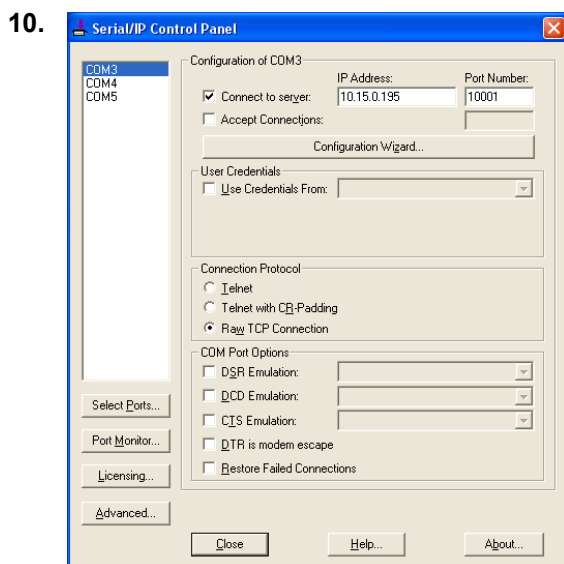 10.
Serial/IP Control Panel
COM3
COM4
COM5
Configuration of COM3
IP Address: Port Number:
Connect to server: 10.15.0.195 10001
Accept Connections:
Configuration Wizard...
User Credentials
Use Credentials From:
Connection Protocol
Telnet
Telnet with CR-Padding
Raw TCP Connection
COM Port Options
DSR Emulation:
DCD Emulation:
CTS Emulation:
DTR is modem escape
Restore Failed Connections
Select Ports...
Port Monitor...
Licensing...
Advanced...
Close Help... About...